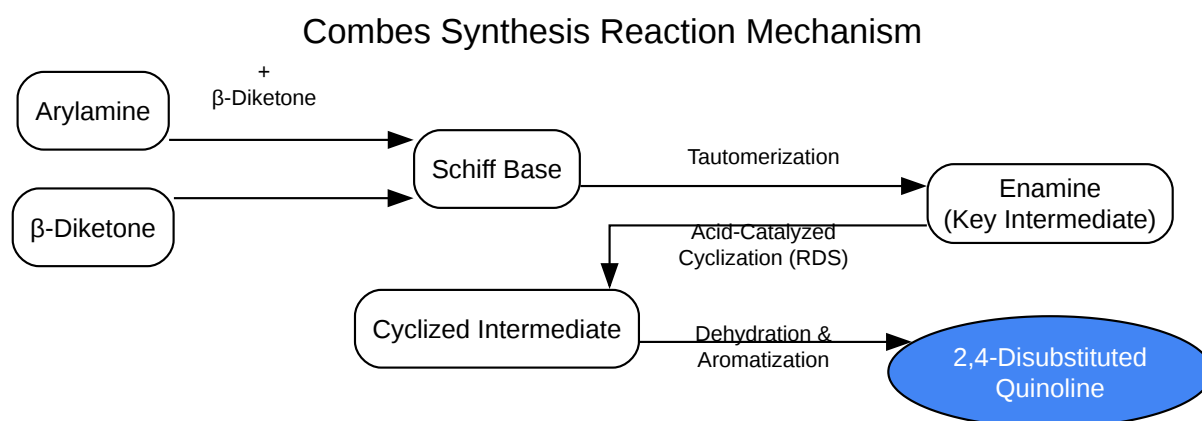 Combes Synthesis Reaction Mechanism
+
β-Diketone
Arylamine
Schiff Base
Tautomerization
Enamine
(Key Intermediate)
β-Diketone
Acid-Catalyzed
Cyclization (RDS)
Cyclized Intermediate
Dehydration &
Aromatization
2,4-Disubstituted
Quinoline